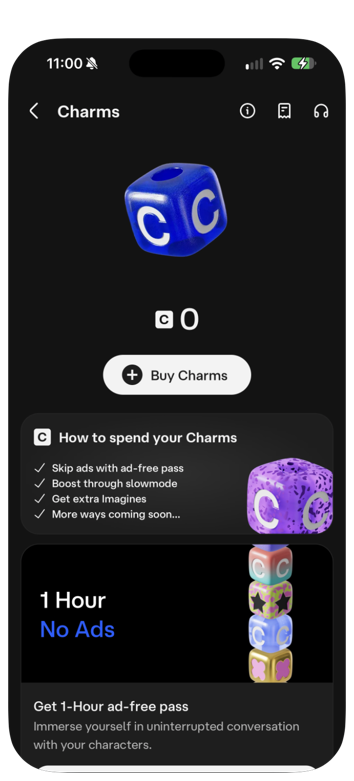 11:00
Charms
C C
C 0
Buy Charms
C How to spend your Charms
Skip ads with ad-free pass
Boost through slowmode
Get extra Imagines
More ways coming soon...
C C
1 Hour
No Ads
C C
C C
Get 1-Hour ad-free pass
Immerse yourself in uninterrupted conversation
with your characters.